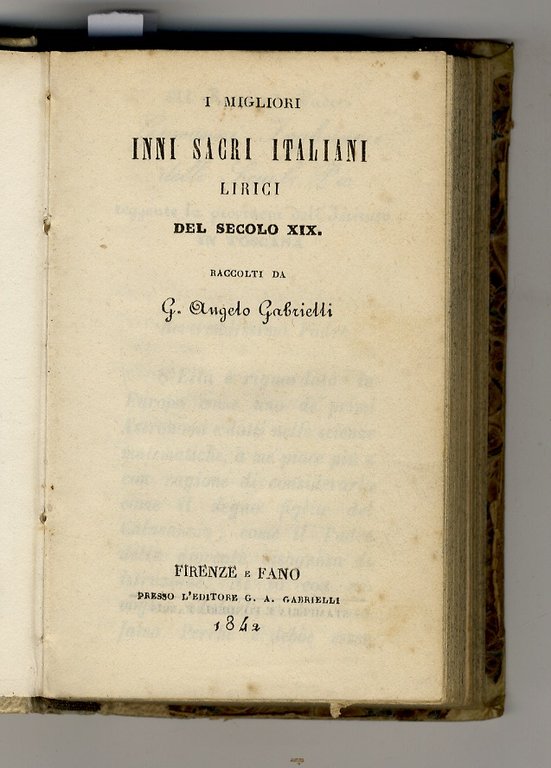 I MIGLIORI
INNI SACRI ITALIANI
LIRICI
DEL SECOLO XIX.
RACCOLTI DA
G. Angelo Gabrielli
FIRENZE E FANO
PRESSO L'EDITORE G. A. GABRIELLI
1842